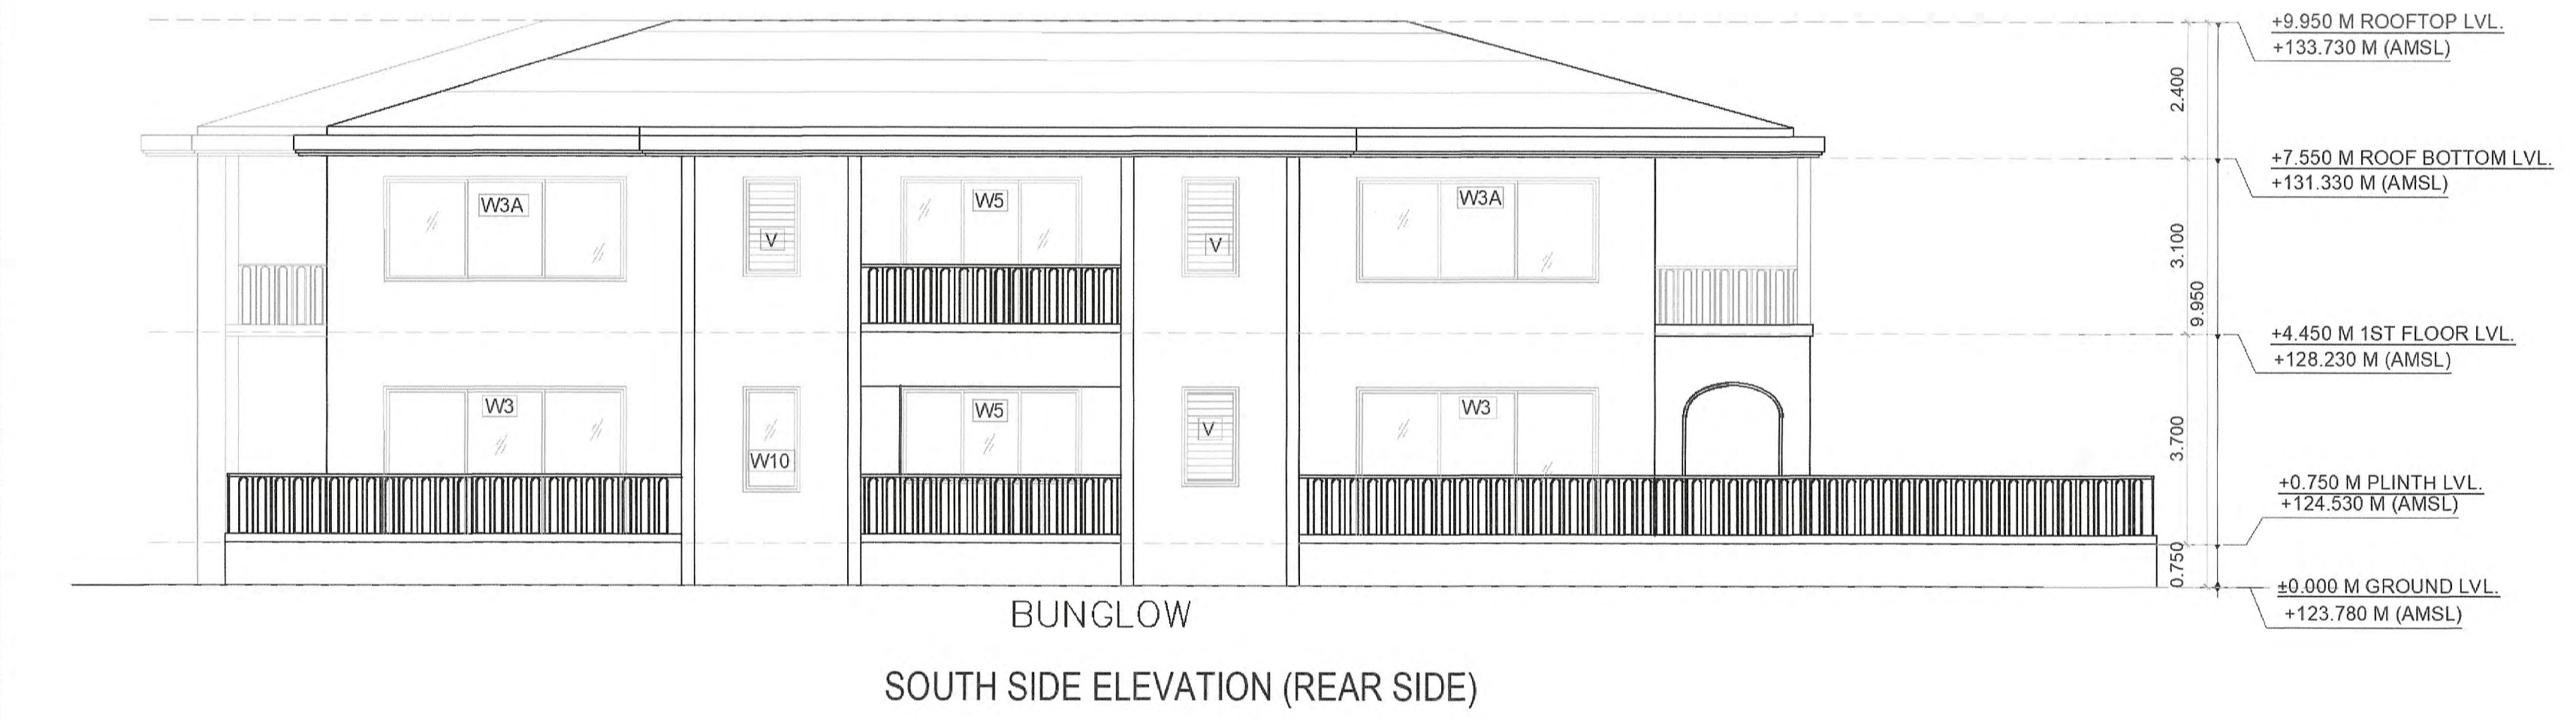 +9.950 M ROOFTOP LVL.
+133.730 M (AMSL)
2.400
+7.550 M ROOF BOTTOM LVL.
+131.330 M (AMSL)
W3A
W5
W3A
V
V
3.100
9.950
+4.450 M 1ST FLOOR LVL.
+128.230 M (AMSL)
W3
W5
W3
V
W10
3.700
+0.750 M PLINTH LVL.
+124.530 M (AMSL)
0.750
±0.000 M GROUND LVL.
+123.780 M (AMSL)
BUNGLOW
SOUTH SIDE ELEVATION (REAR SIDE)